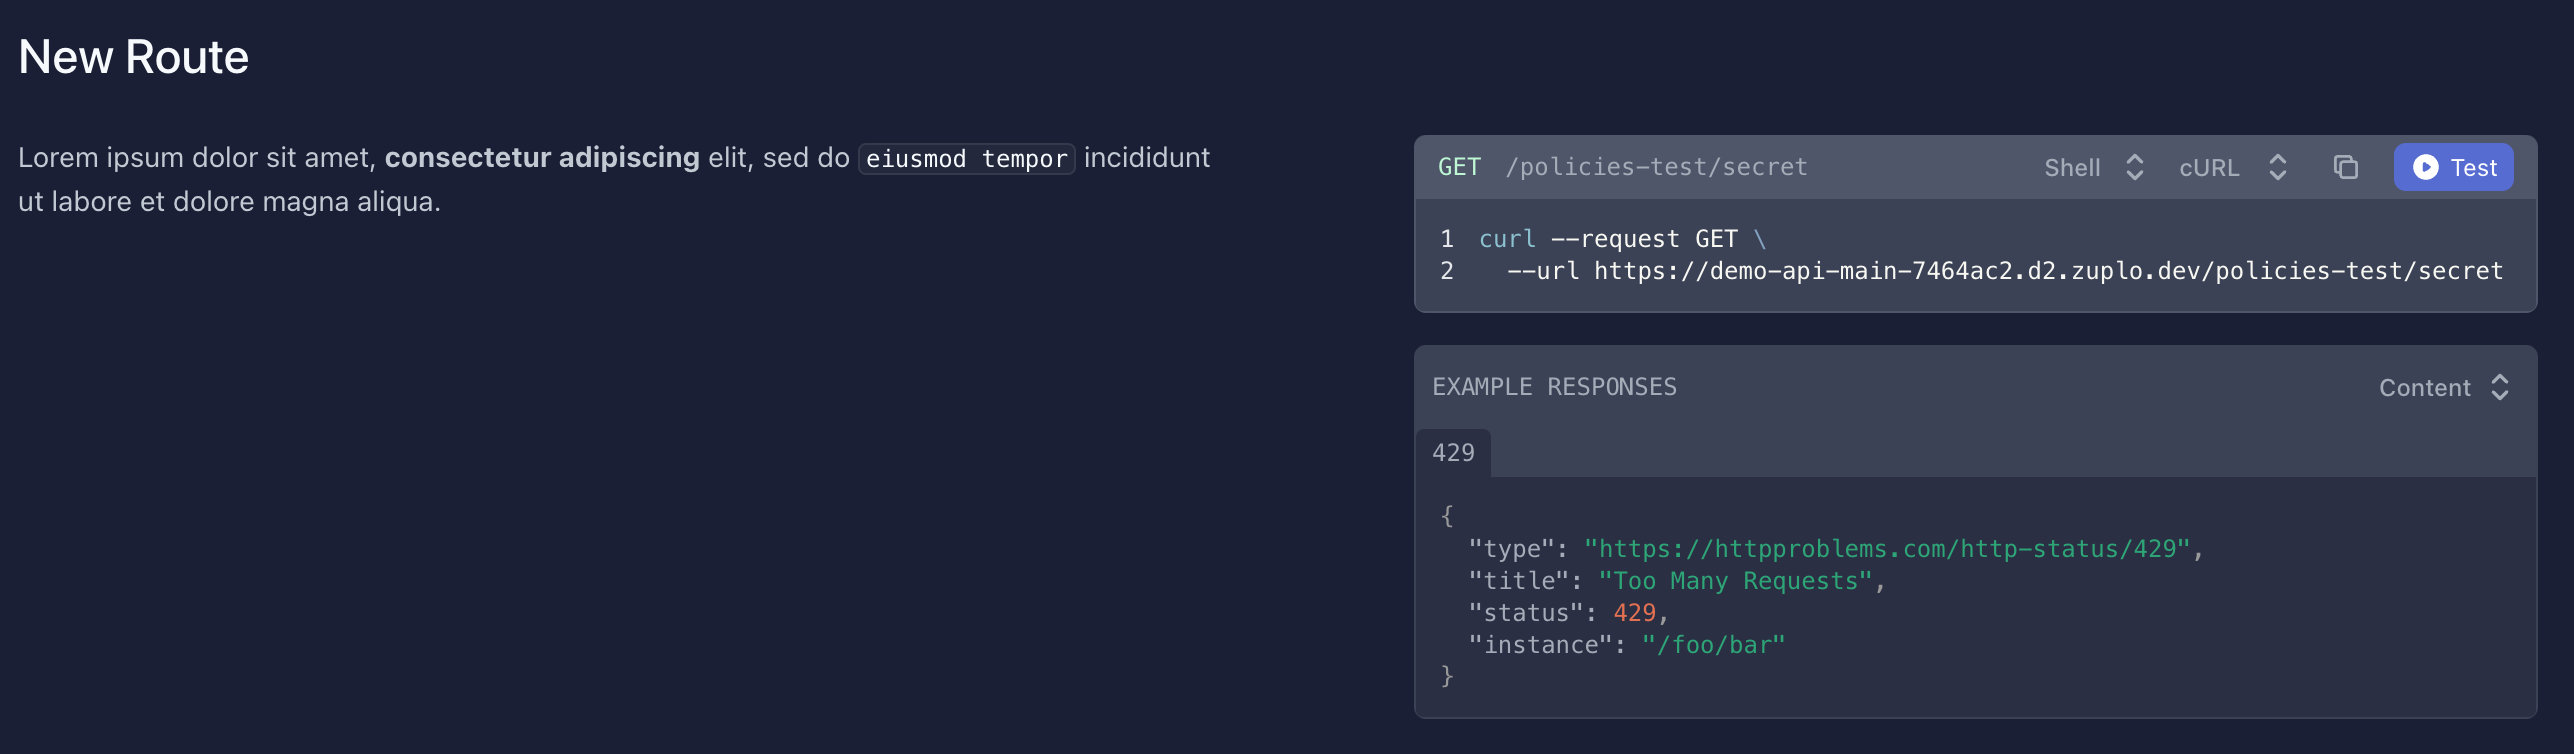 New Route
Lorem ipsum dolor sit amet, consectetur adipiscing elit, sed do eiusmod tempor incididunt
ut labore et dolore magna aliqua.
GET /policies-test/secret Shell cURL Test
1 curl --request GET \
2   --url https://demo-api-main-7464ac2.d2.zuplo.dev/policies-test/secret
EXAMPLE RESPONSES Content
429
{
  "type": "https://httpproblems.com/http-status/429",
  "title": "Too Many Requests",
  "status": 429,
  "instance": "/foo/bar"
}